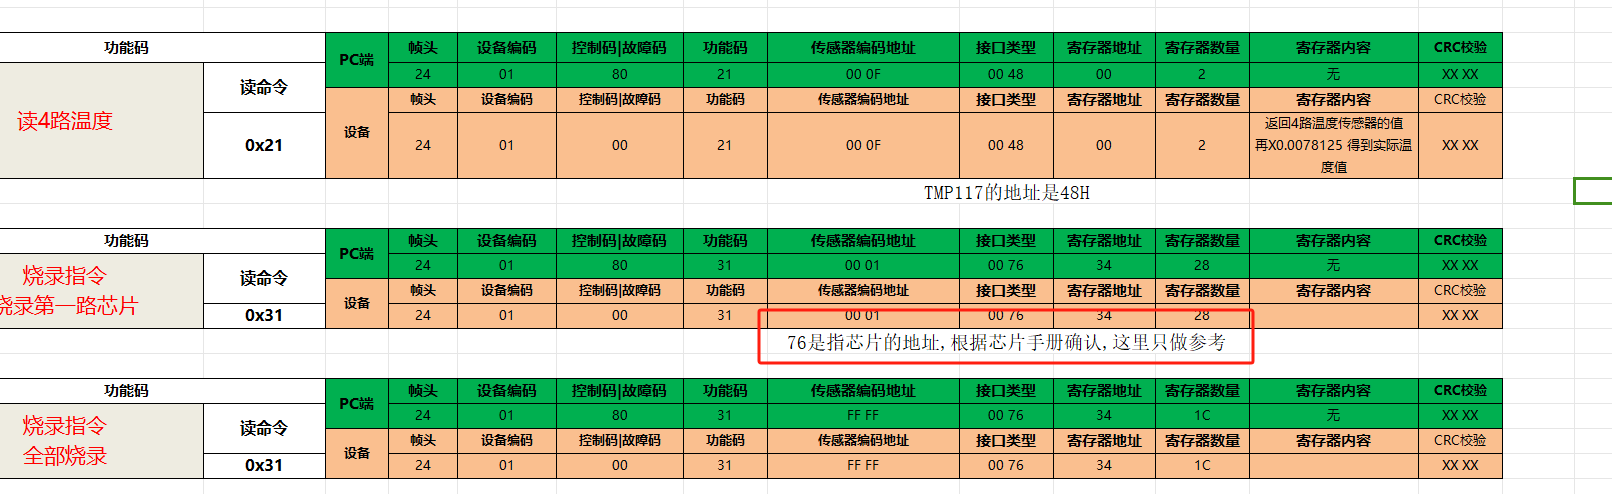 功能码 PC端 帧头 设备编码 控制码|故障码 功能码 传感器编码地址 接口类型 寄存器地址 寄存器数量 寄存器内容 CRC校验
读4路温度 读命令 24 01 80 21 00 0F 00 48 00 2 无 XX XX
设备 帧头 设备编码 控制码|故障码 功能码 传感器编码地址 接口类型 寄存器地址 寄存器数量 寄存器内容 CRC校验
0x21 24 01 00 21 00 0F 00 48 00 2 返回4路温度传感器的值
再X0.0078125 得到实际温
度值
XX XX
TMP117的地址是48H
功能码 PC端 帧头 设备编码 控制码|故障码 功能码 传感器编码地址 接口类型 寄存器地址 寄存器数量 寄存器内容 CRC校验
烧录指令 读命令 24 01 80 31 00 01 00 76 34 28 无 XX XX
烧录第一路芯片 设备 帧头 设备编码 控制码|故障码 功能码 传感器编码地址 接口类型 寄存器地址 寄存器数量 寄存器内容 CRC校验
0x31 24 01 00 31 00 01 00 76 34 28 XX XX
76是指芯片的地址,根据芯片手册确认,这里只做参考
功能码 PC端 帧头 设备编码 控制码|故障码 功能码 传感器编码地址 接口类型 寄存器地址 寄存器数量 寄存器内容 CRC校验
烧录指令 读命令 24 01 80 31 FF FF 00 76 34 1C 无 XX XX
全部烧录 设备 帧头 设备编码 控制码|故障码 功能码 传感器编码地址 接口类型 寄存器地址 寄存器数量 寄存器内容 CRC校验
0x31 24 01 00 31 FF FF 00 76 34 1C XX XX